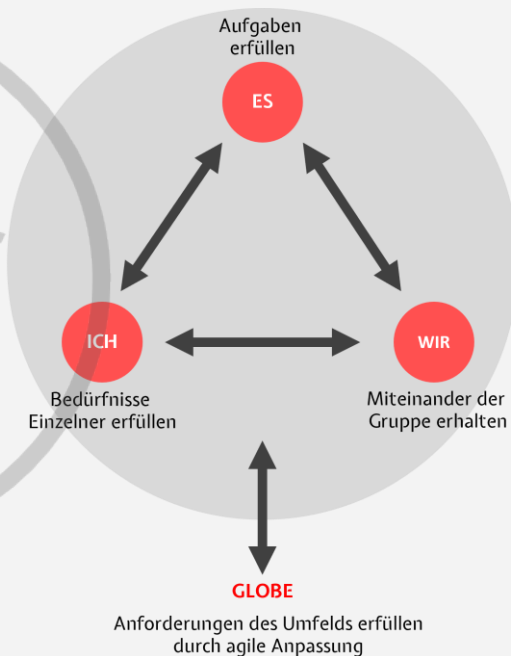 Aufgaben
erfüllen
ES
ICH
WIR
Bedürfnisse
Einzelner erfüllen
Miteinander der
Gruppe erhalten
GLOBE
Anforderungen des Umfelds erfüllen
durch agile Anpassung